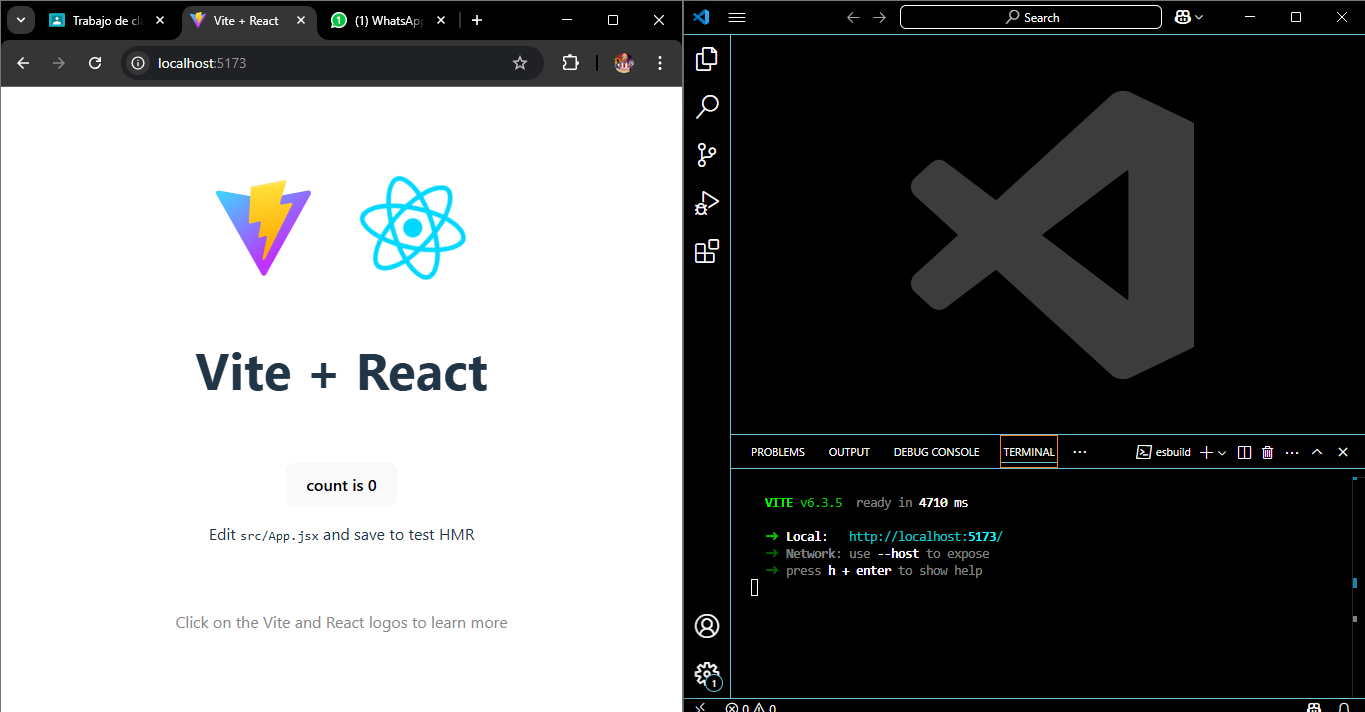 Trabajo de cl
Vite + React
(1) WhatsApp
localhost:5173
Vite + React
count is 0
Edit src/App.jsx and save to test HMR
Click on the Vite and React logos to learn more
Search
PROBLEMS OUTPUT DEBUG CONSOLE TERMINAL ... esbuild
VITE v6.3.5 ready in 4710 ms
➜ Local: http://localhost:5173/
➜ Network: use --host to expose
➜ press h + enter to show help
1
0 0